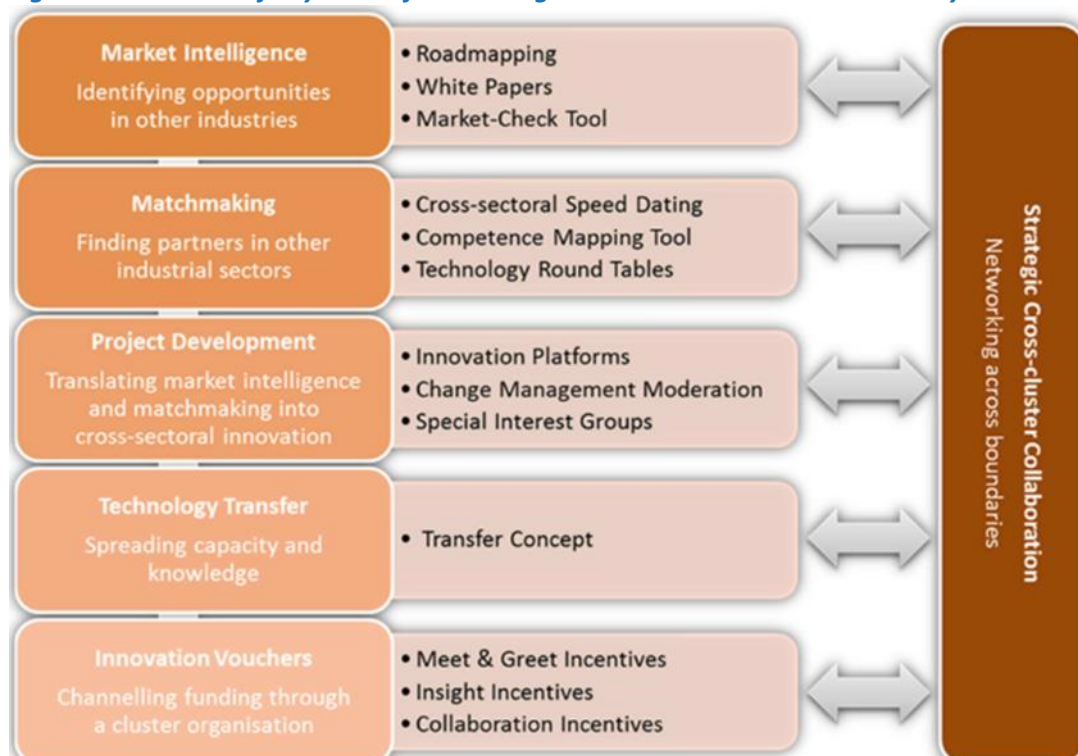 Market Intelligence
Identifying opportunities
in other industries
• Roadmapping
• White Papers
• Market-Check Tool
Matchmaking
Finding partners in other
industrial sectors
• Cross-sectoral Speed Dating
• Competence Mapping Tool
• Technology Round Tables
Project Development
Translating market intelligence
and matchmaking into
cross-sectoral innovation
• Innovation Platforms
• Change Management Moderation
• Special Interest Groups
Technology Transfer
Spreading capacity and
knowledge
• Transfer Concept
Innovation Vouchers
Channelling funding through
a cluster organisation
• Meet & Greet Incentives
• Insight Incentives
• Collaboration Incentives
Strategic Cross-cluster Collaboration
Networking across boundaries